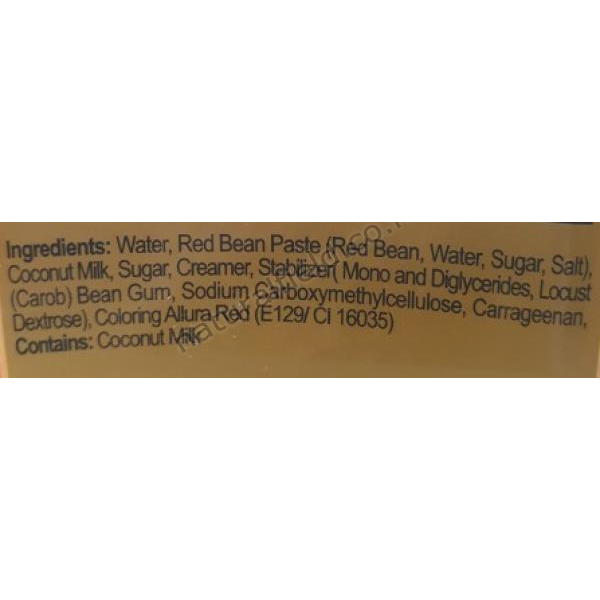 Ingredients: Water, Red Bean Paste (Red Bean, Water, Sugar, Salt),
Coconut Milk, Sugar, Creamer, Stabilizer( Mono and Diglycerides, Locust
(Carob) Bean Gum, Sodium Carboxymethylcellulose, Carrageenan,
Dextrose), Coloring Allura Red (E129/ CI 16035)
Contains: Coconut Milk